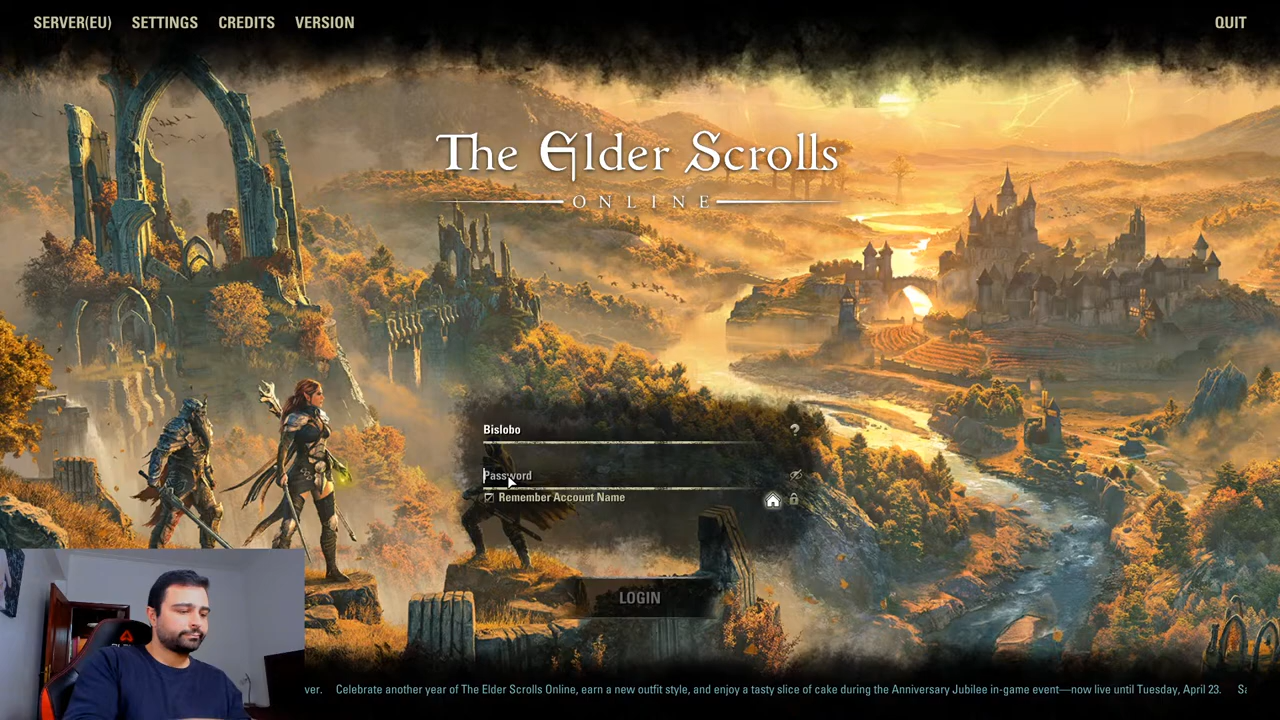 SERVER(EU) SETTINGS CREDITS VERSION QUIT
The Elder Scrolls
ONLINE
Bislobo
?
Password
Remember Account Name
LOGIN
ver. Celebrate another year of The Elder Scrolls Online, earn a new outfit style, and enjoy a tasty slice of cake during the Anniversary Jubilee in-game event—now live until Tuesday, April 23.